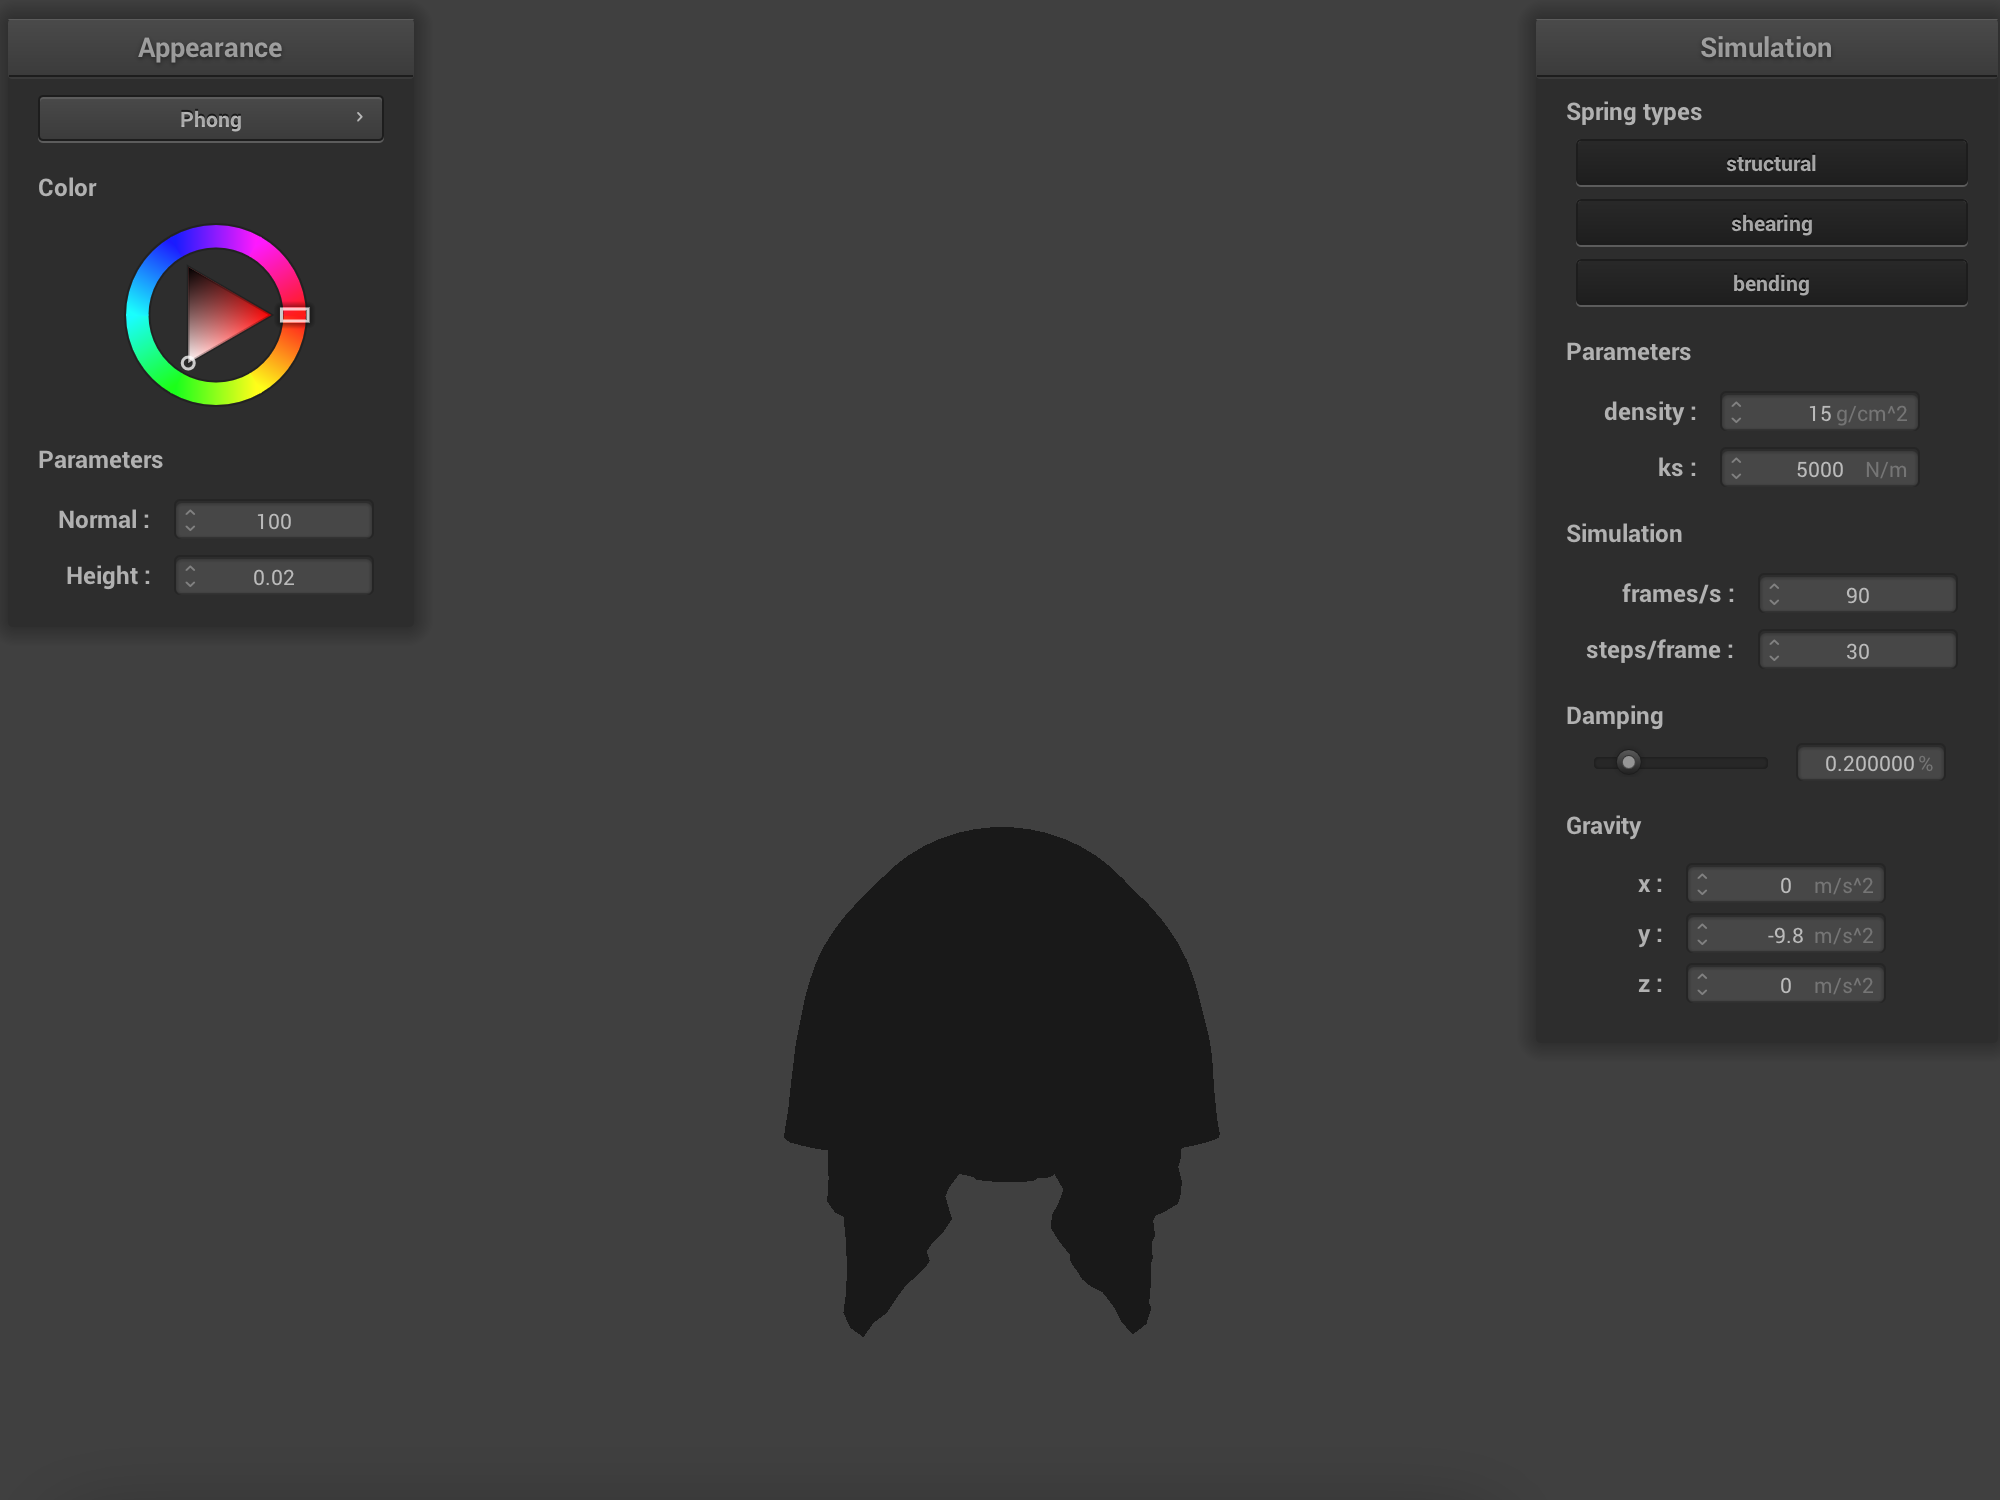 Appearance
Phong
Color
Parameters
Normal :
100
Height :
0.02
Simulation
Spring types
structural
shearing
bending
Parameters
density :
15 g/cm^2
ks :
5000 N/m
Simulation
frames/s :
90
steps/frame :
30
Damping
0.200000 %
Gravity
x :
0 m/s^2
y :
-9.8 m/s^2
z :
0 m/s^2